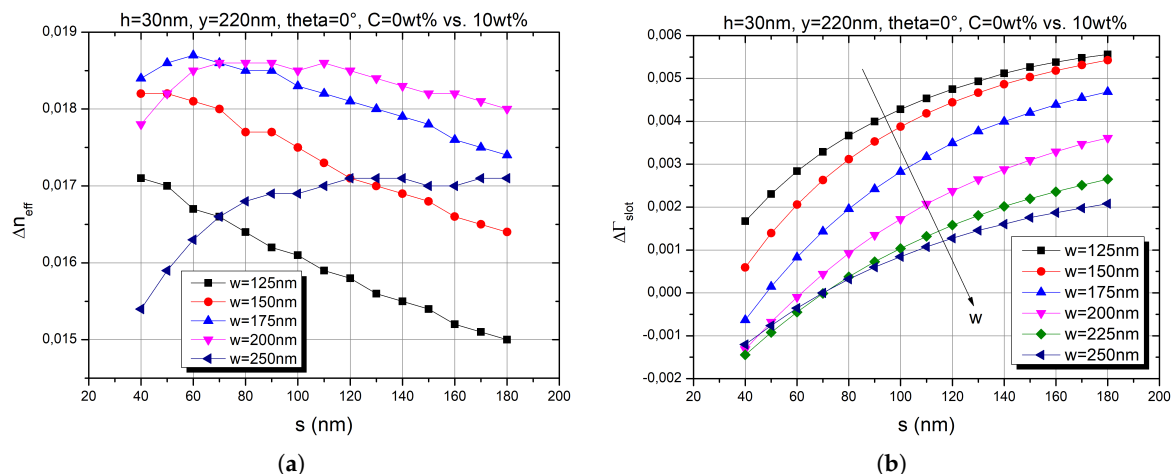 h=30nm, y=220nm, theta=0°, C=0wt% vs. 10wt%
0,019
0,018
0,017
0,016
0,015
Δn_eff
w=125nm
w=150nm
w=175nm
w=200nm
w=250nm
20 40 60 80 100 120 140 160 180 200
s (nm)
(a)
h=30nm, y=220nm, theta=0°, C=0wt% vs. 10wt%
0,006
0,005
0,004
0,003
0,002
0,001
0,000
-0,001
-0,002
ΔΓ_slot
w
w=125nm
w=150nm
w=175nm
w=200nm
w=225nm
w=250nm
20 40 60 80 100 120 140 160 180 200
s (nm)
(b)